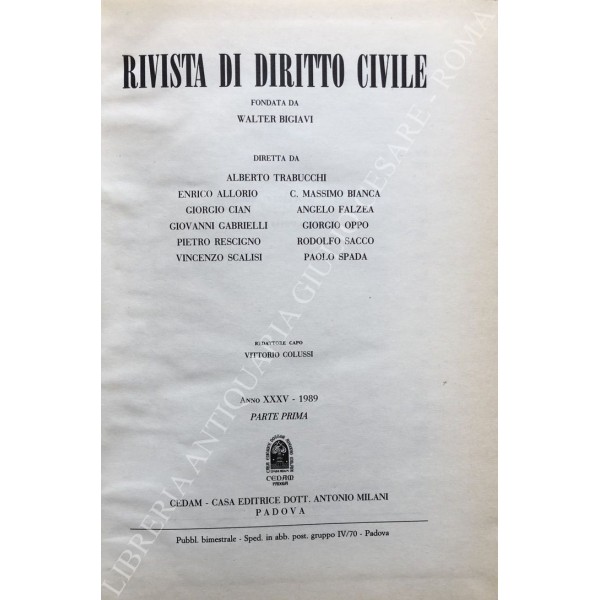 RIVISTA DI DIRITTO CIVILE
FONDATA DA
WALTER BIGIAVI
DIRETTA DA
ALBERTO TRABUCCHI
ENRICO ALLORIO C. MASSIMO BIANCA
GIORGIO CIAN ANGELO FALZEA
GIOVANNI GABRIELLI GIORGIO OPPO
PIETRO RESCIGNO RODOLFO SACCO
VINCENZO SCALISI PAOLO SPADA
REDATTORE CAPO
VITTORIO COLUSSI
ANNO XXXV - 1989
PARTE PRIMA
CEDAM
PADOVA
CEDAM - CASA EDITRICE DOTT. ANTONIO MILANI
PADOVA
Pubbl. bimestrale - Sped. in abb. post. gruppo IV/70 - Padova
LIBRERIA ANTIQUARIA GIULIO CESARE - ROMA